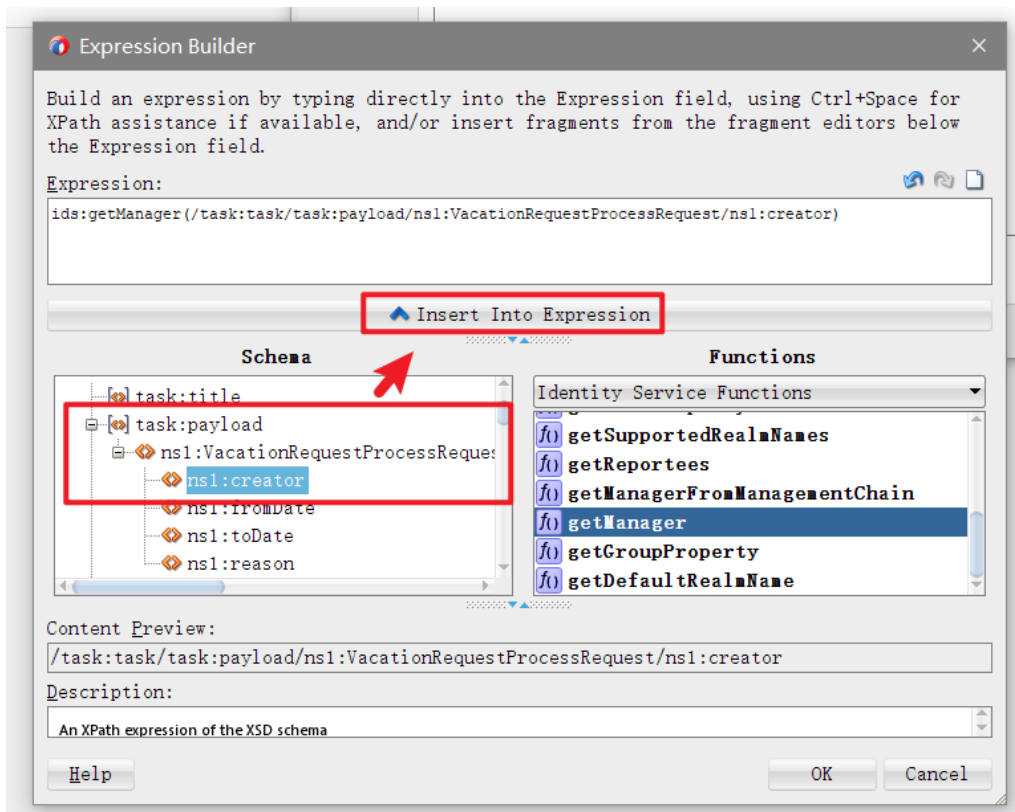 Expression Builder
Build an expression by typing directly into the Expression field, using Ctrl+Space for
XPath assistance if available, and/or insert fragments from the fragment editors below
the Expression field.
Expression:
ids:getManager(/task:task/task:payload/ns1:VacationRequestProcessRequest/ns1:creator)
Insert Into Expression
Schema
task:title
task:payload
ns1:VacationRequestProcessReques
ns1:creator
ns1:fromDate
ns1:toDate
ns1:reason
Functions
Identity Service Functions
getSupportedRealmNames
getReportees
getManagerFromManagementChain
getManager
getGroupProperty
getDefaultRealmName
Content Preview:
/task:task/task:payload/ns1:VacationRequestProcessRequest/ns1:creator
Description:
An XPath expression of the XSD schema
Help
OK
Cancel